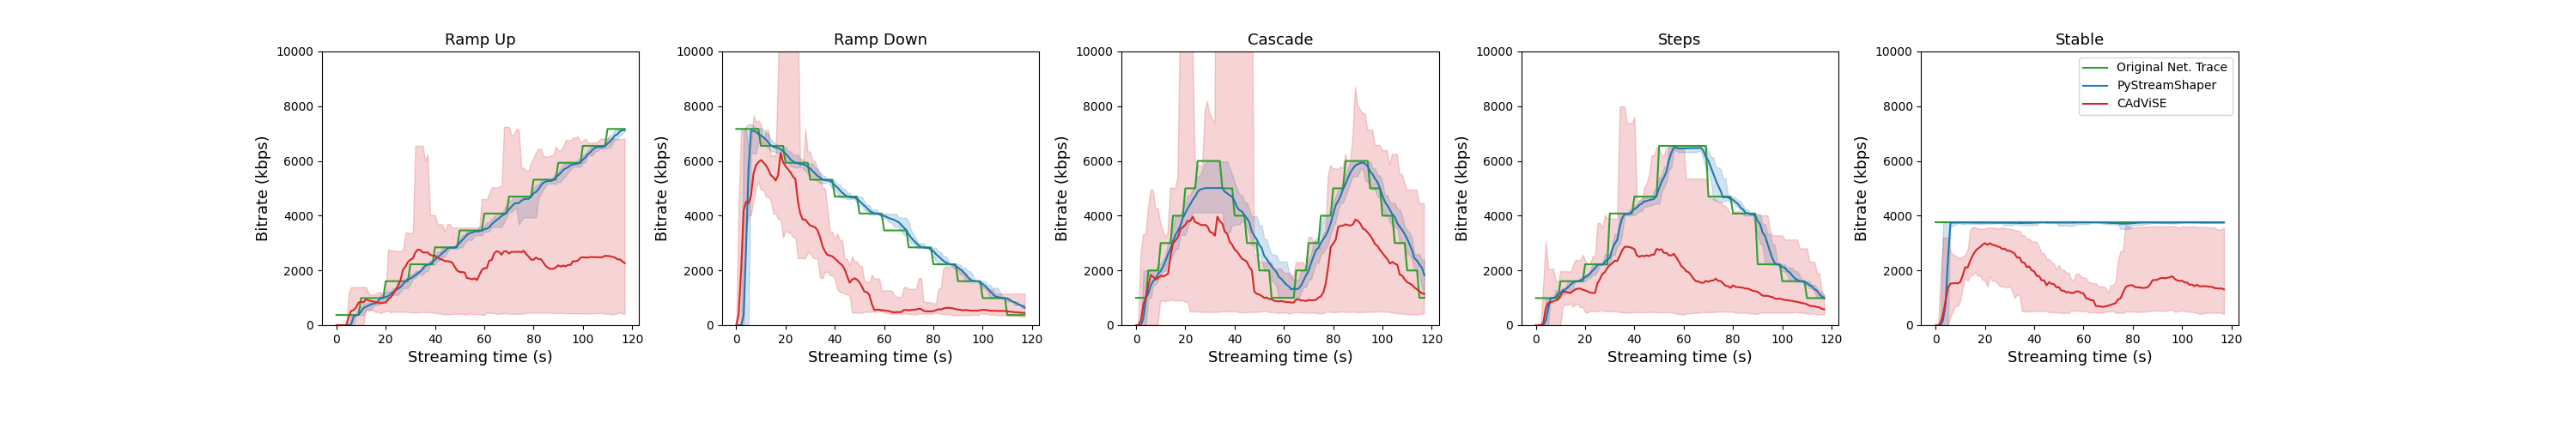 Ramp Up
Ramp Down
Cascade
Steps
Stable
10000
8000
6000
4000
2000
0
Bitrate (kbps)
0 20 40 60 80 100 120
Streaming time (s)
10000
8000
6000
4000
2000
0
Bitrate (kbps)
0 20 40 60 80 100 120
Streaming time (s)
10000
8000
6000
4000
2000
0
Bitrate (kbps)
0 20 40 60 80 100 120
Streaming time (s)
10000
8000
6000
4000
2000
0
Bitrate (kbps)
0 20 40 60 80 100 120
Streaming time (s)
10000
8000
6000
4000
2000
0
Bitrate (kbps)
0 20 40 60 80 100 120
Streaming time (s)
Original Net. Trace
PyStreamShaper
CAdViSE